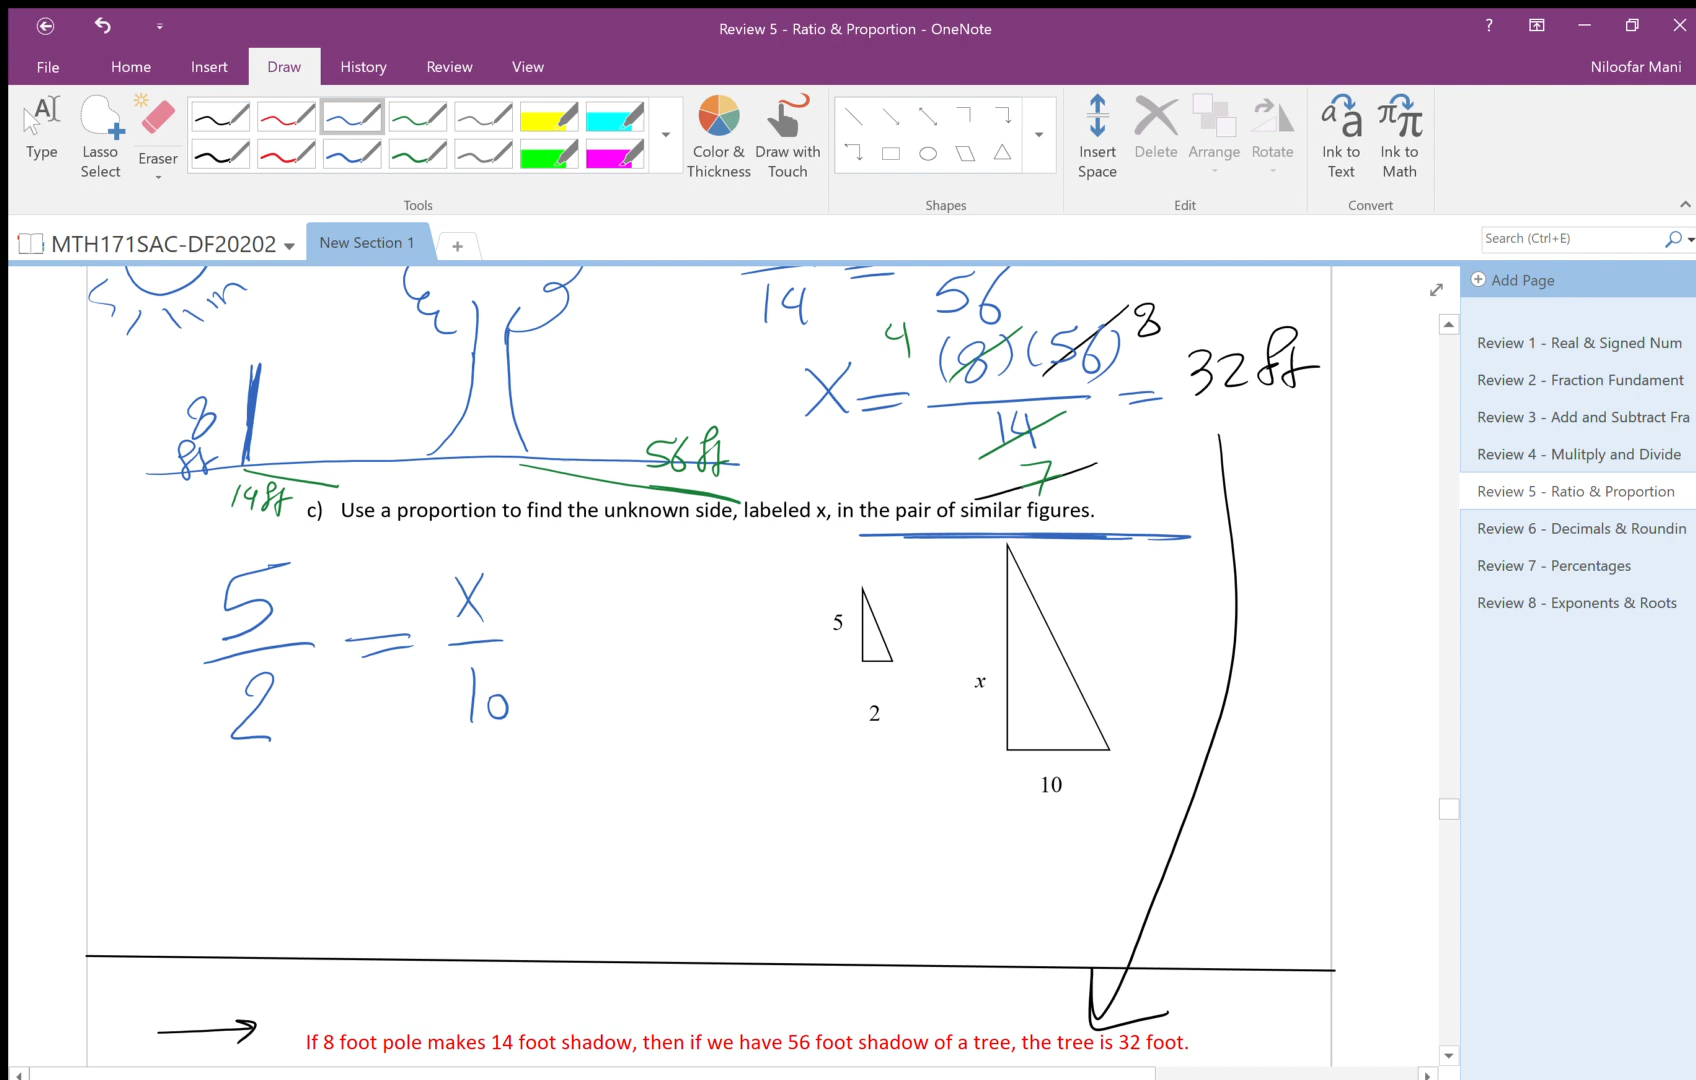 Review 5 - Ratio & Proportion - OneNote
?
File Home Insert Draw History Review View
Niloofar Mani
Type
Lasso Select
Eraser
Color & Thickness
Draw with Touch
Insert Space
Delete
Arrange
Rotate
Ink to Text
Ink to Math
Tools
Shapes
Edit
Convert
MTH171SAC-DF20202
New Section 1
+
Search (Ctrl+E)
Add Page
Review 1 - Real & Signed Num
Review 2 - Fraction Fundament
Review 3 - Add and Subtract Fra
Review 4 - Mulitply and Divide
Review 5 - Ratio & Proportion
Review 6 - Decimals & Roundin
Review 7 - Percentages
Review 8 - Exponents & Roots
14 = 56
4 8
X = (8)(56) / 14 = 32 ft
7
8 ft
56 ft
14 ft
c) Use a proportion to find the unknown side, labeled x, in the pair of similar figures.
5/2 = x/10
5
2
x
10
If 8 foot pole makes 14 foot shadow, then if we have 56 foot shadow of a tree, the tree is 32 foot.